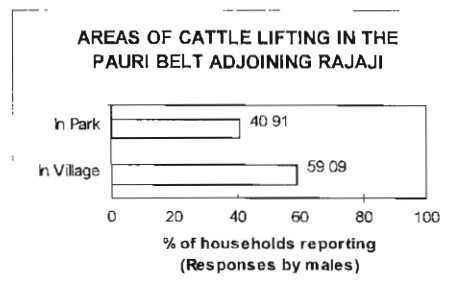 AREAS OF CATTLE LIFTING IN THE
PAURI BELT ADJOINING RAJAJI
In Park
40 91
In Village
59 09
0 20 40 60 80 100
% of households reporting
(Responses by males)